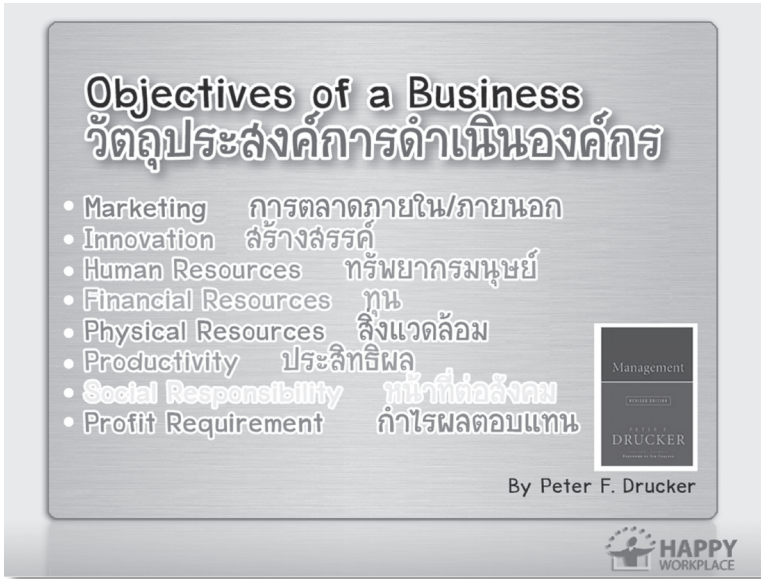 Objectives of a Business
วัตถุประสงค์การดำเนินองค์กร
• Marketing การตลาดภายใน/ภายนอก
• Innovation สร้างสรรค์
• Human Resources ทรัพยากรมนุษย์
• Financial Resources ทุน
• Physical Resources สิ่งแวดล้อม
• Productivity ประสิทธิผล
• Social Responsibility หน้าที่ต่อสังคม
• Profit Requirement กำไรผลตอบแทน
Management
REVISED EDITION
PETER F.
DRUCKER
By Peter F. Drucker
HAPPY
WORKPLACE